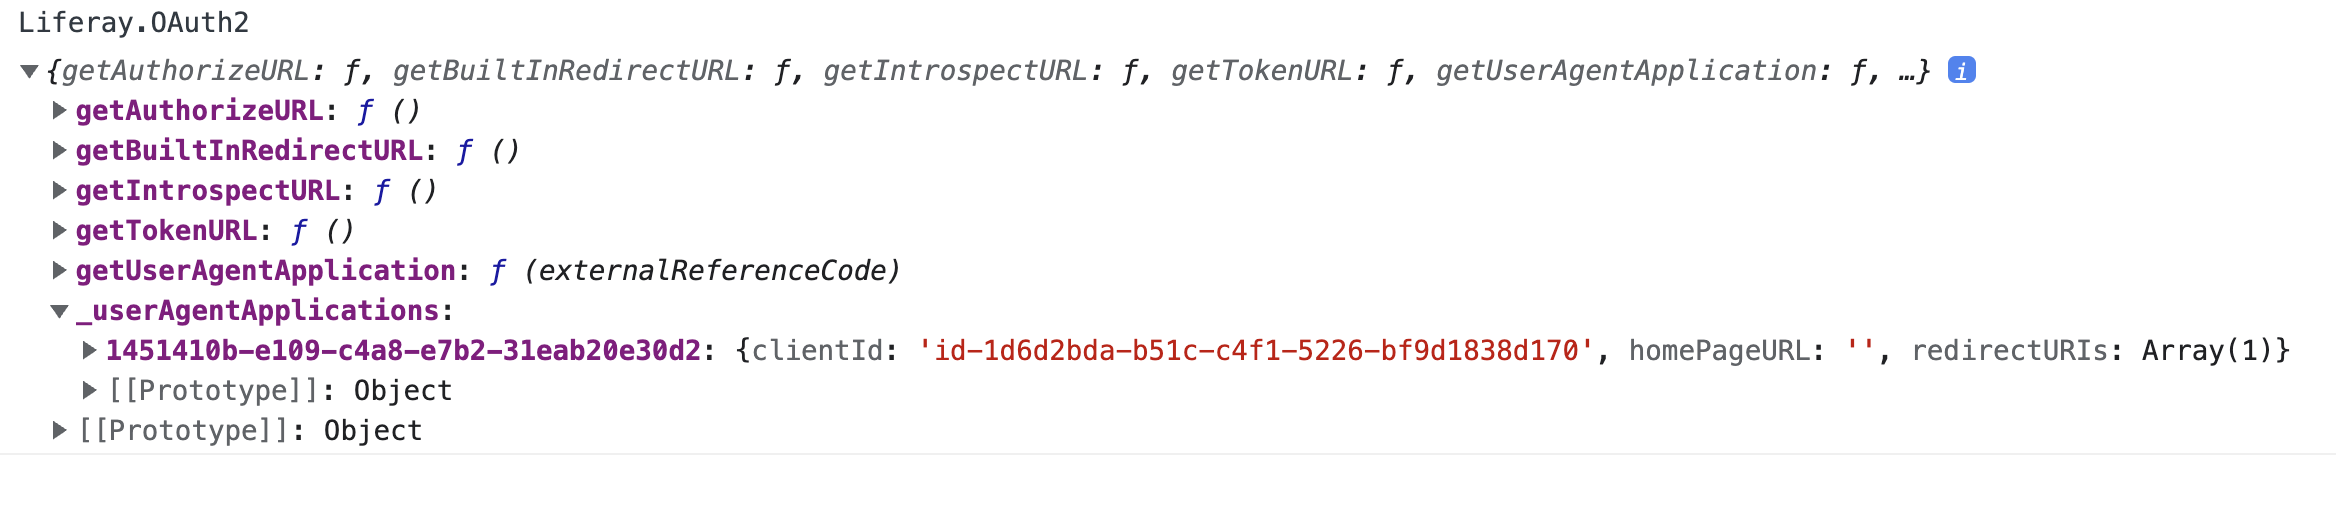 Liferay.OAuth2
▼{getAuthorizeURL: ƒ, getBuiltInRedirectURL: ƒ, getIntrospectURL: ƒ, getTokenURL: ƒ, getUserAgentApplication: ƒ, …} i
▶getAuthorizeURL: ƒ ()
▶getBuiltInRedirectURL: ƒ ()
▶getIntrospectURL: ƒ ()
▶getTokenURL: ƒ ()
▶getUserAgentApplication: ƒ (externalReferenceCode)
▼_userAgentApplications:
▶1451410b-e109-c4a8-e7b2-31eab20e30d2: {clientId: 'id-1d6d2bda-b51c-c4f1-5226-bf9d1838d170', homePageURL: '', redirectURIs: Array(1)}
▶[[Prototype]]: Object
▶[[Prototype]]: Object